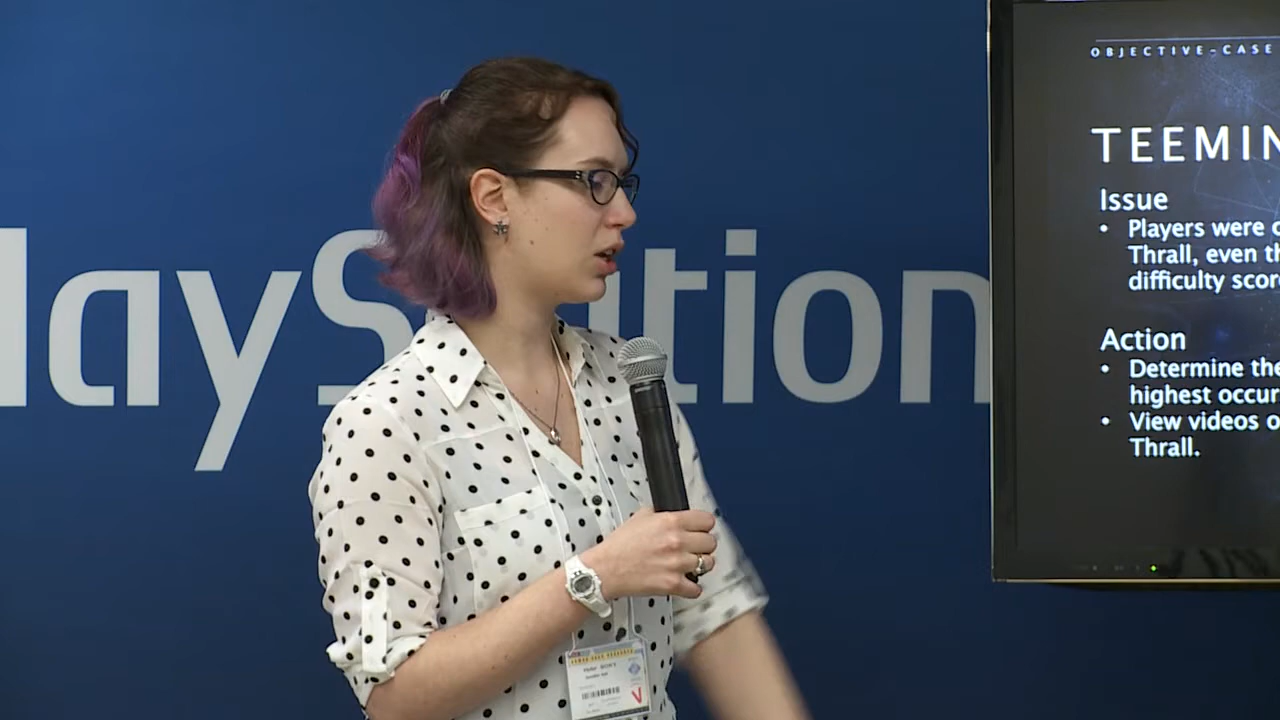 layStation
OBJECTIVE-CASE
TEEMIN
Issue
• Players were
Thrall, even th
difficulty scor
Action
• Determine the
highest occur
• View videos o
Thrall.